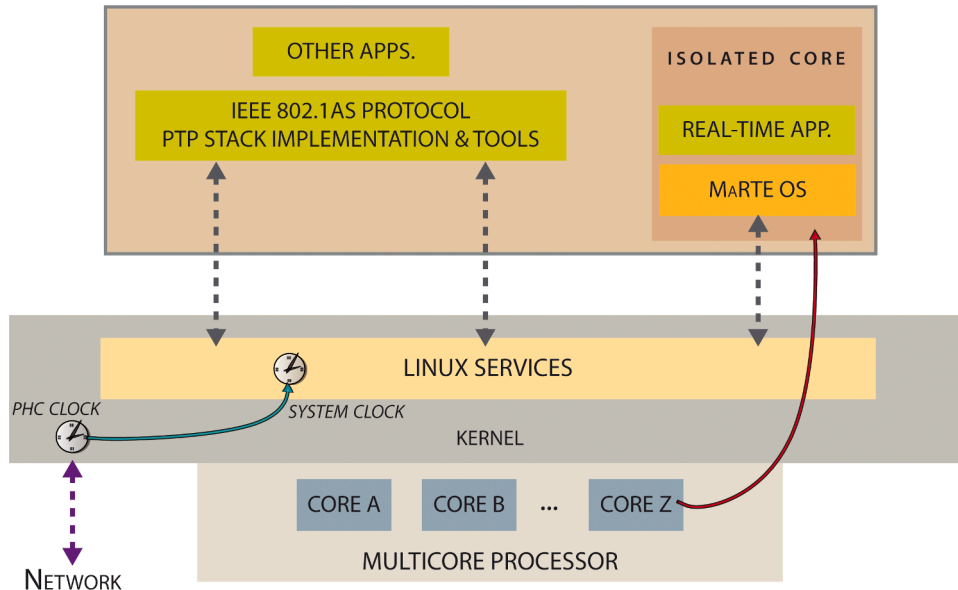 OTHER APPS.
ISOLATED CORE
IEEE 802.1AS PROTOCOL
PTP STACK IMPLEMENTATION & TOOLS
REAL-TIME APP.
MARTE OS
LINUX SERVICES
PHC CLOCK
SYSTEM CLOCK
KERNEL
CORE A
CORE B
...
CORE Z
MULTICORE PROCESSOR
NETWORK